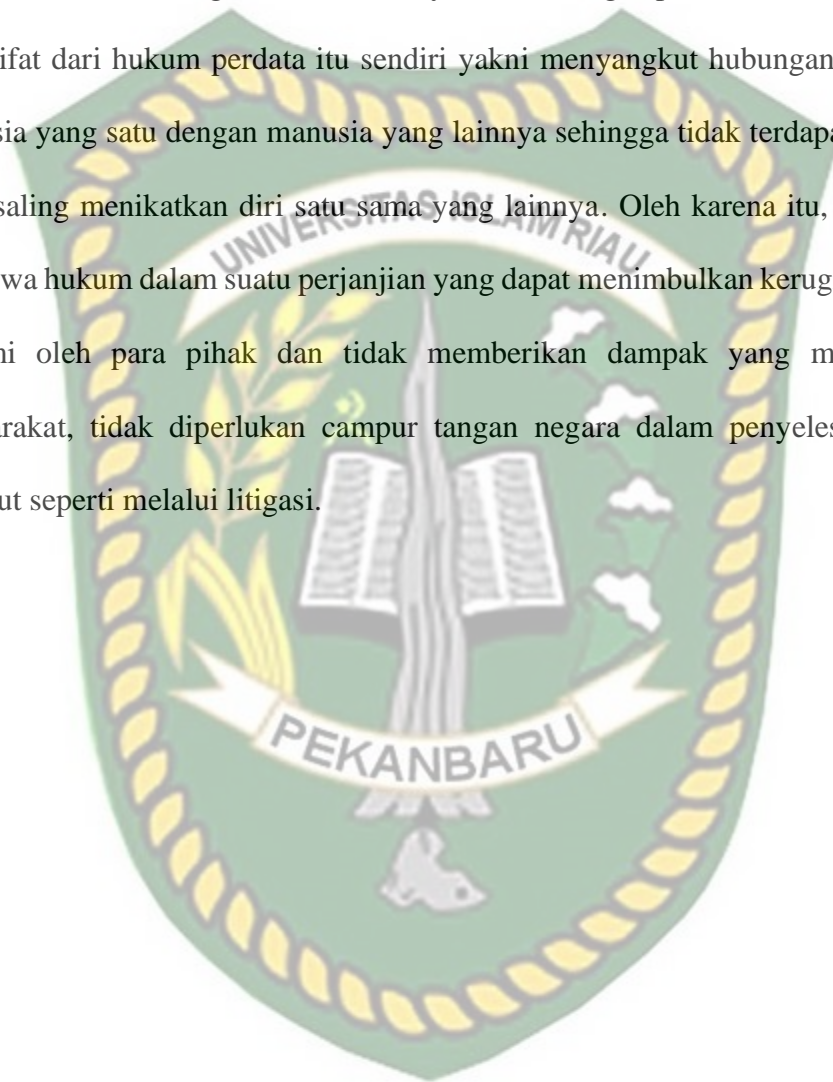 ifat dari hukum perdata itu sendiri yakni menyangkut hubungan
sia yang satu dengan manusia yang lainnya sehingga tidak terdapa
saling menikatkan diri satu sama yang lainnya. Oleh karena itu,
wa hukum dalam suatu perjanjian yang dapat menimbulkan kerug
ni oleh para pihak dan tidak memberikan dampak yang m
arakat, tidak diperlukan campur tangan negara dalam penyeles
ut seperti melalui litigasi.
UNIVERSITAS ISLAM RIAU
PEKANBARU